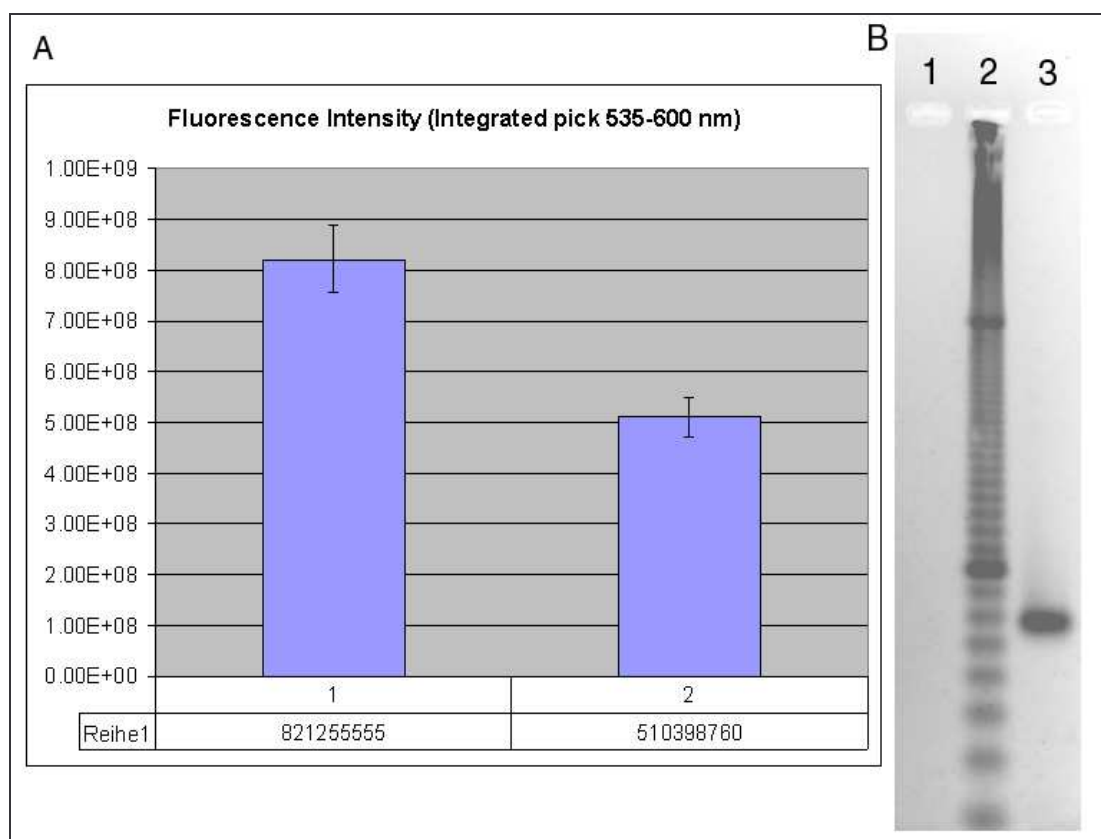 A
Fluorescence Intensity (Integrated pick 535-600 nm)
1.00E+09
9.00E+08
8.00E+08
7.00E+08
6.00E+08
5.00E+08
4.00E+08
3.00E+08
2.00E+08
1.00E+08
0.00E+00
1 2
Reihe1 821255555 510398760
B
1 2 3